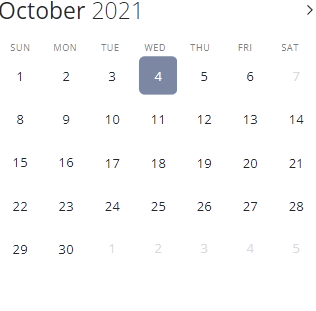 October 2021
SUN MON TUE WED THU FRI SAT
1 2 3 4 5 6 7
8 9 10 11 12 13 14
15 16 17 18 19 20 21
22 23 24 25 26 27 28
29 30 1 2 3 4 5